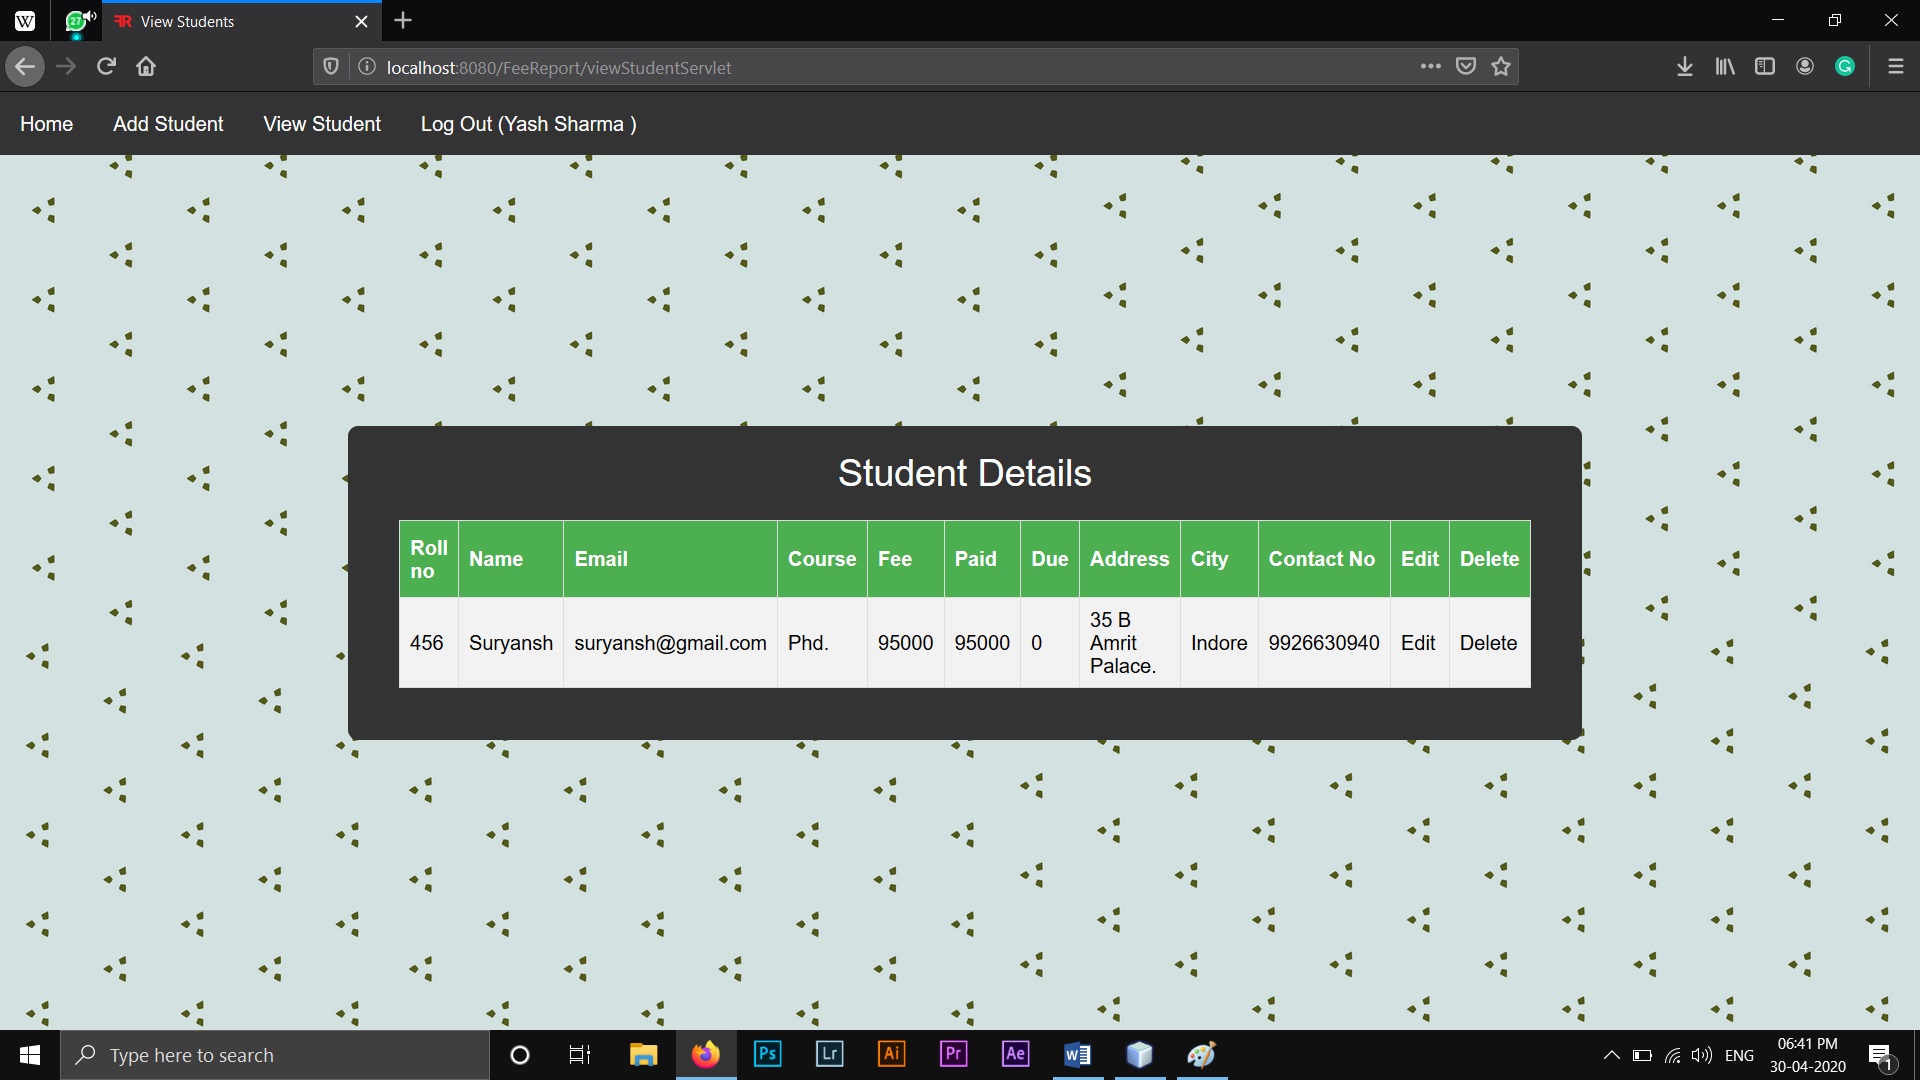 W
27
FR View Students
localhost:8080/FeeReport/viewStudentServlet
G
Home Add Student View Student Log Out (Yash Sharma )
Student Details
Roll no Name Email Course Fee Paid Due Address City Contact No Edit Delete
456 Suryansh suryansh@gmail.com Phd. 95000 95000 0 35 B Amrit Palace. Indore 9926630940 Edit Delete
Type here to search
Ps Lr Ai Pr Ae W
ENG
06:41 PM
30-04-2020
1